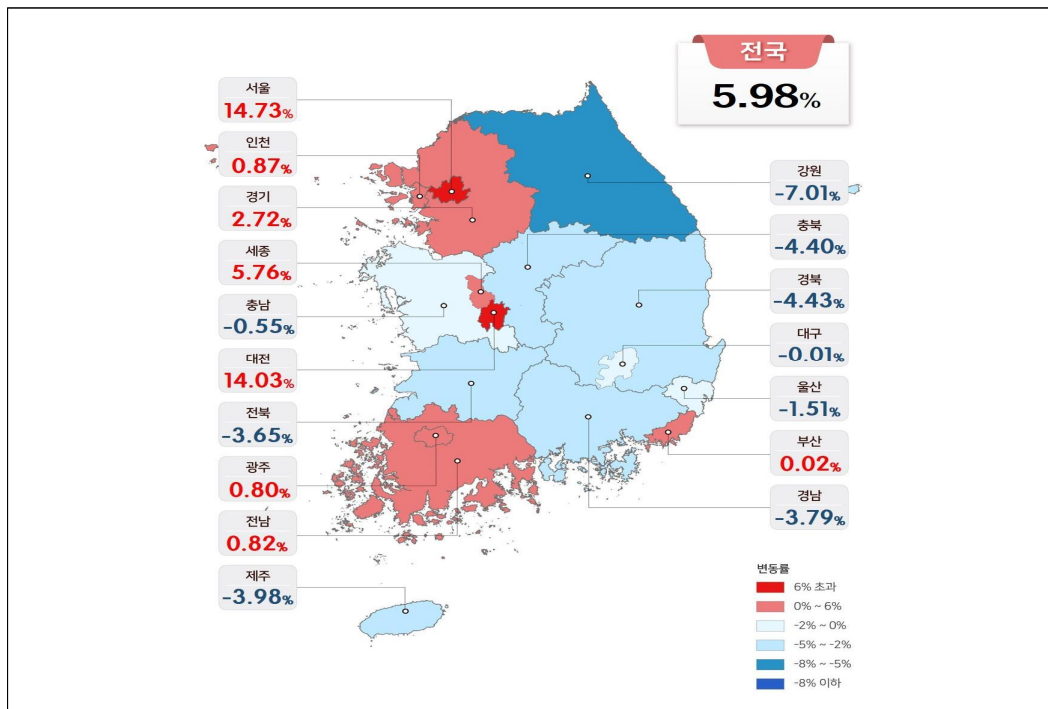 전국
5.98%
서울
14.73%
인천
0.87%
경기
2.72%
세종
5.76%
충남
-0.55%
대전
14.03%
전북
-3.65%
광주
0.80%
전남
0.82%
제주
-3.98%
강원
-7.01%
충북
-4.40%
경북
-4.43%
대구
-0.01%
울산
-1.51%
부산
0.02%
경남
-3.79%
변동률
6% 초과
0% ~ 6%
-2% ~ 0%
-5% ~ -2%
-8% ~ -5%
-8% 이하